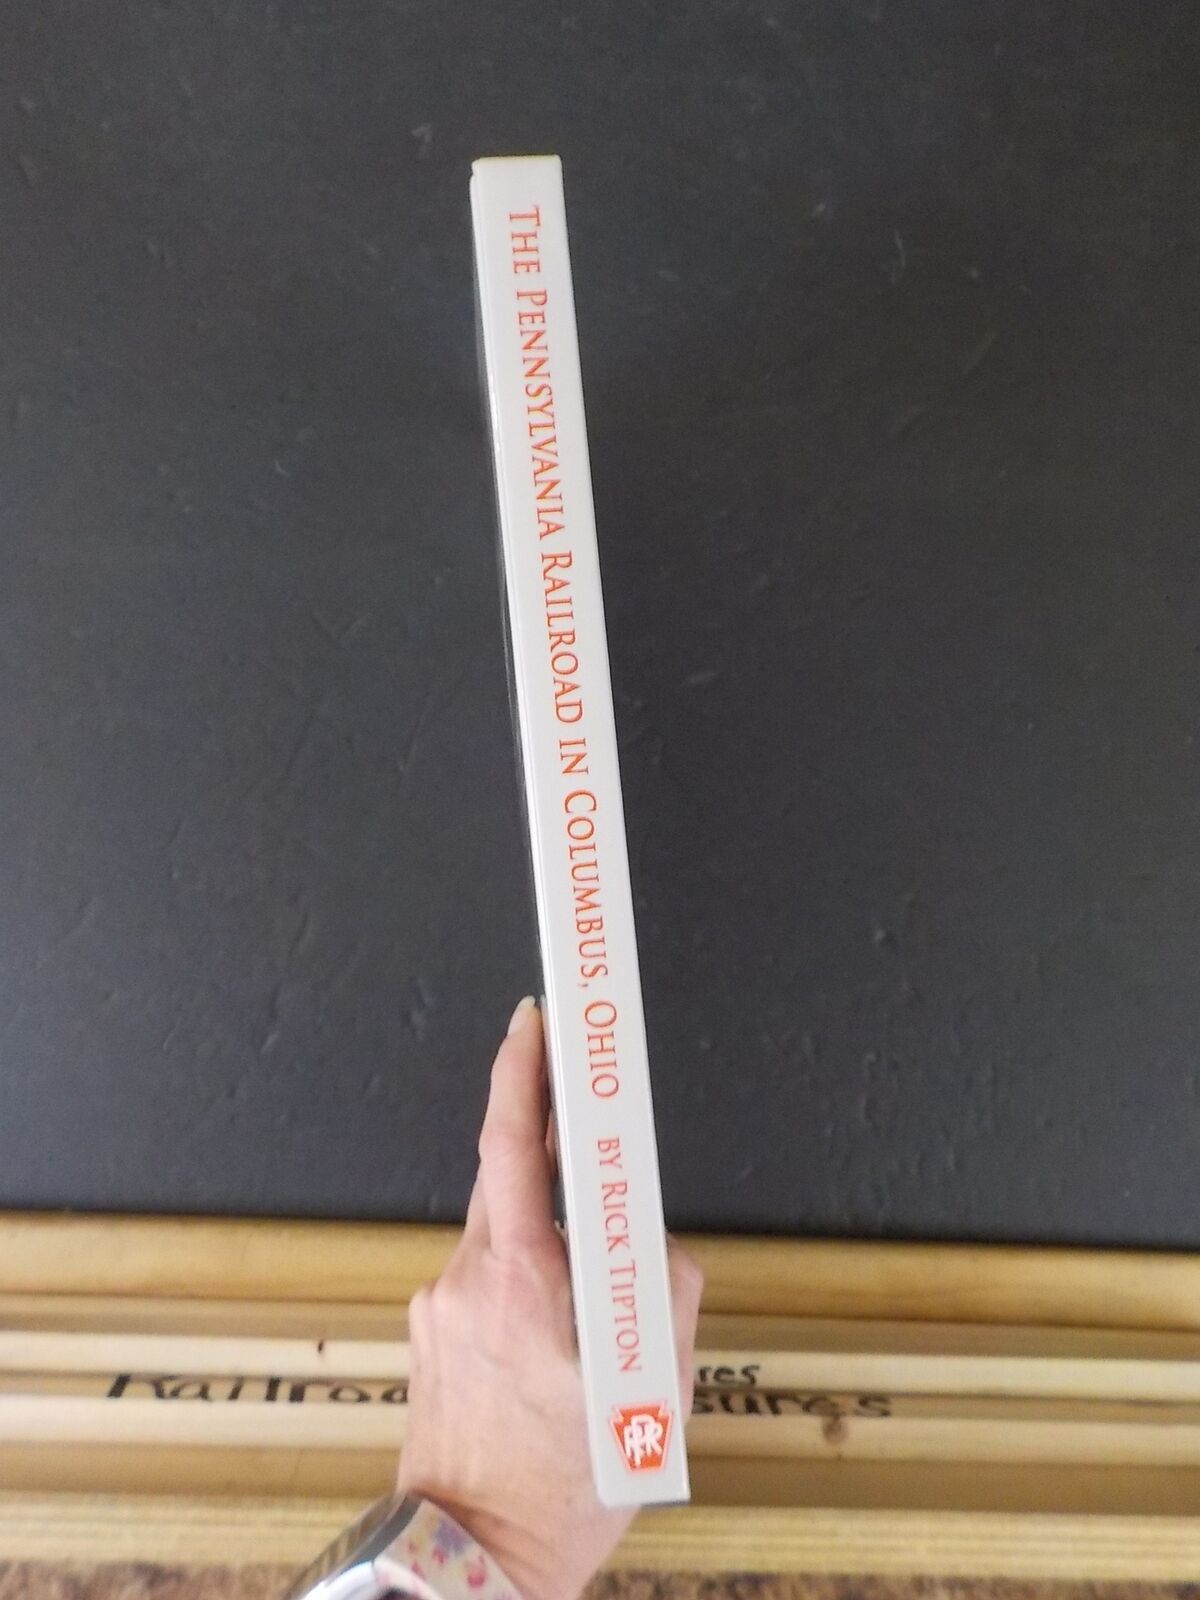 THE PENNSYLVANIA RAILROAD IN COLUMBUS, OHIO BY RICK TIPTON
PRR